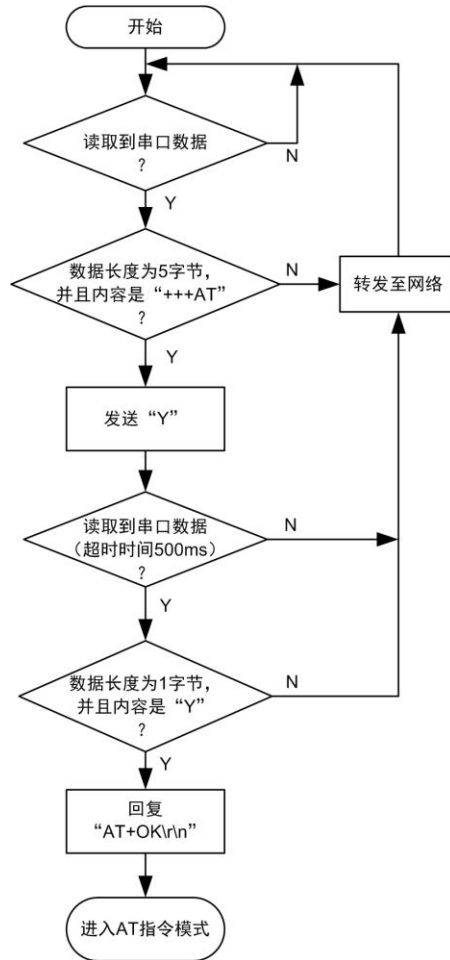 开始
读取到串口数据
?
N
Y
数据长度为5字节，
并且内容是“+++AT”
?
N
转发至网络
Y
发送“Y”
读取到串口数据
（超时时间500ms）
?
N
Y
数据长度为1字节，
并且内容是“Y”
?
N
Y
回复
“AT+OK\r\n”
进入AT指令模式